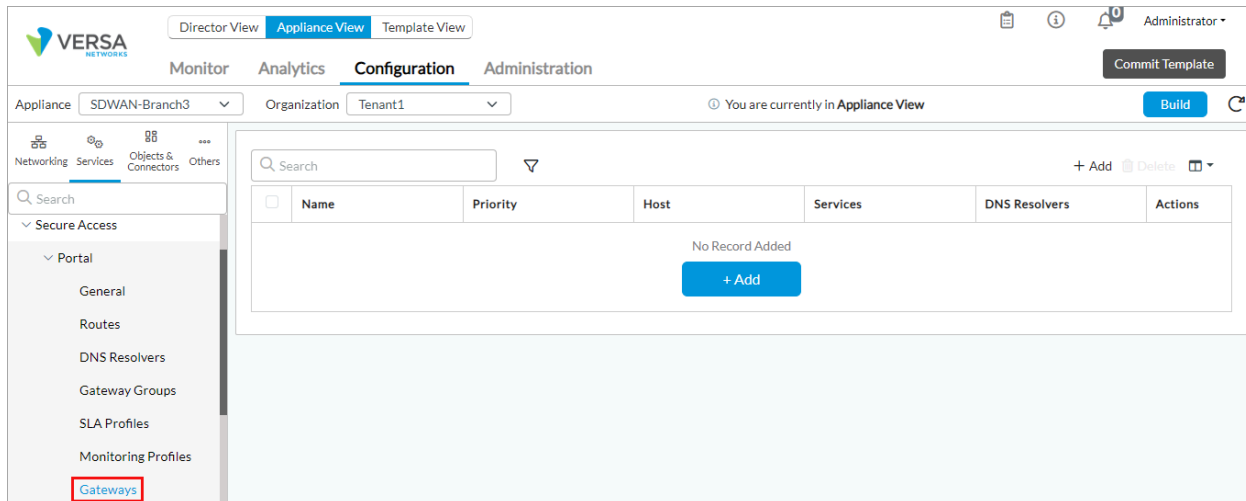 Director View Appliance View Template View
0 Administrator
VERSA
NETWORKS
Monitor Analytics Configuration Administration
Commit Template
Appliance SDWAN-Branch3 Organization Tenant1 You are currently in Appliance View Build
Networking Services Objects & Connectors Others
Search
Secure Access
Portal
General
Routes
DNS Resolvers
Gateway Groups
SLA Profiles
Monitoring Profiles
Gateways
Search + Add Delete
Name Priority Host Services DNS Resolvers Actions
No Record Added
+ Add